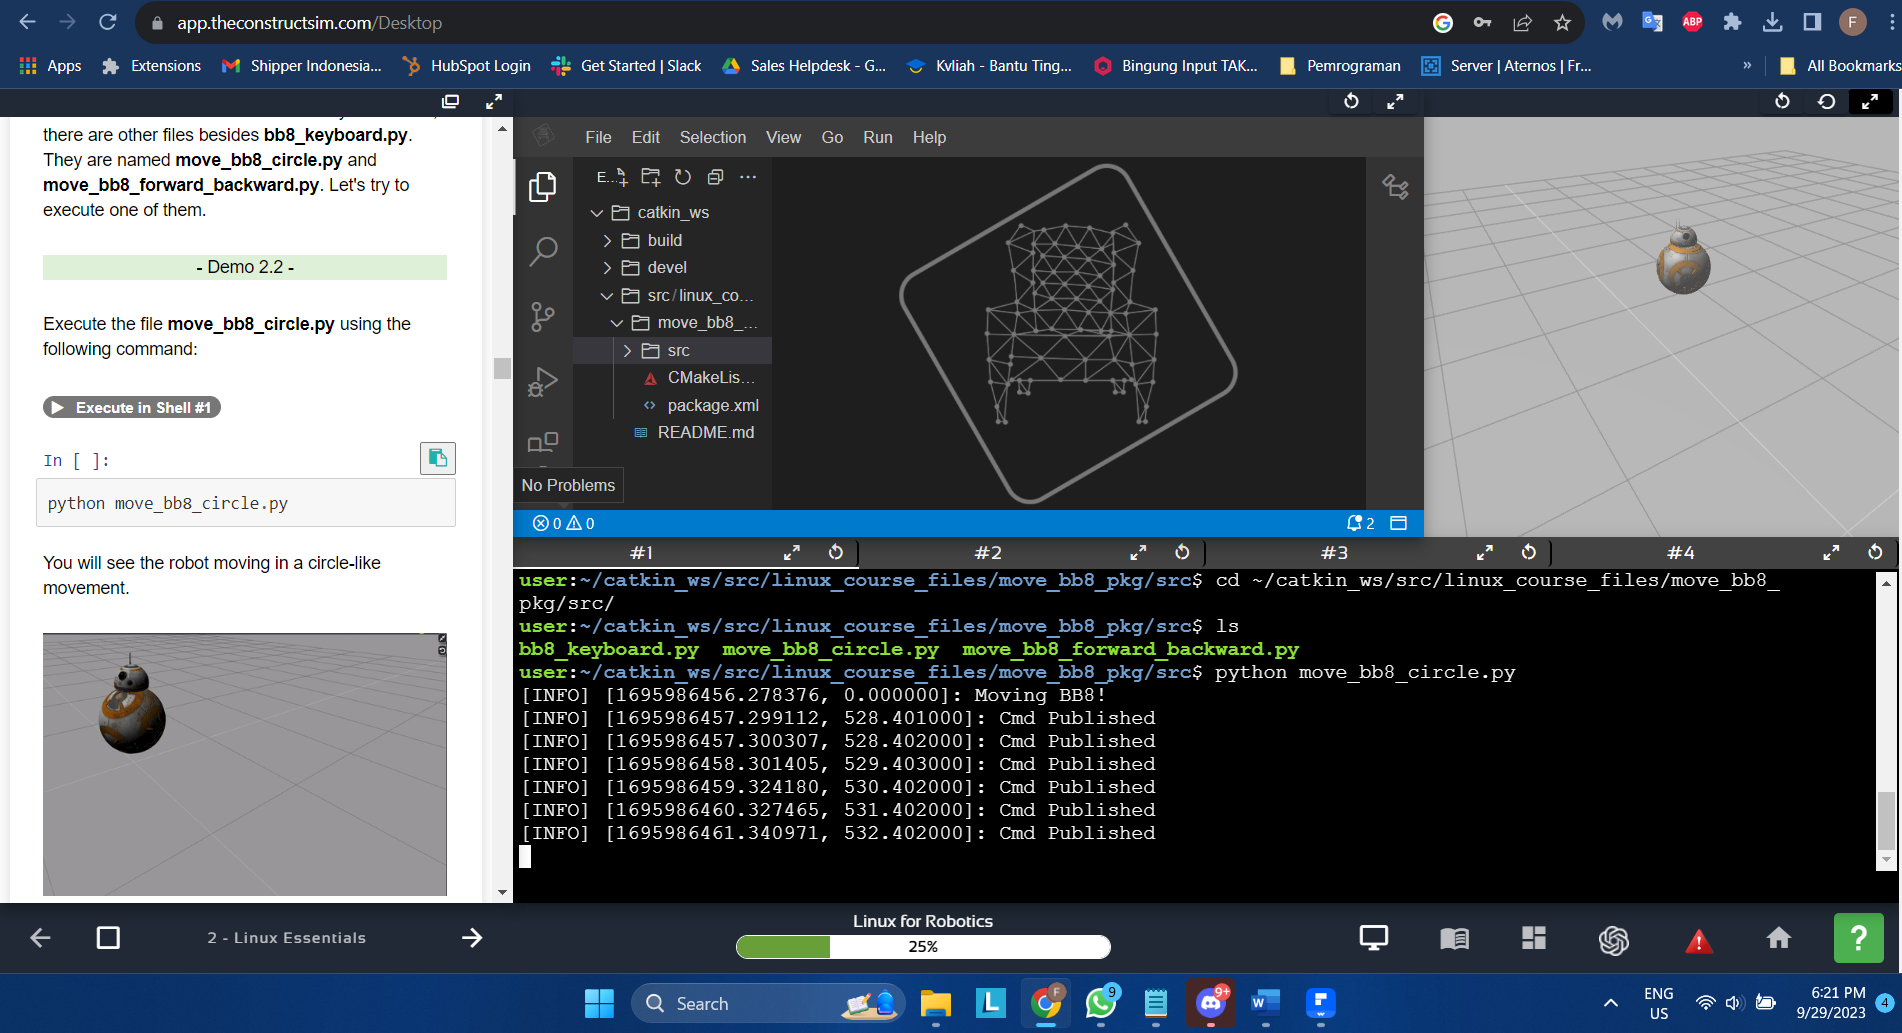 app.theconstructsim.com/Desktop
G
ABP
F
Apps
Extensions
Shipper Indonesia...
HubSpot Login
Get Started | Slack
Sales Helpdesk - G...
Kvliah - Bantu Ting...
Bingung Input TAK...
Pemrograman
Server | Aternos | Fr...
»
All Bookmarks
there are other files besides bb8_keyboard.py.
They are named move_bb8_circle.py and
move_bb8_forward_backward.py. Let's try to
execute one of them.
- Demo 2.2 -
Execute the file move_bb8_circle.py using the
following command:
Execute in Shell #1
In [ ]:
python move_bb8_circle.py
You will see the robot moving in a circle-like
movement.
File Edit Selection View Go Run Help
E...
catkin_ws
build
devel
src/linux_co...
move_bb8_...
src
CMakeLis...
package.xml
README.md
No Problems
0 0
2
#1
#2
#3
#4
user:~/catkin_ws/src/linux_course_files/move_bb8_pkg/src$ cd ~/catkin_ws/src/linux_course_files/move_bb8_
pkg/src/
user:~/catkin_ws/src/linux_course_files/move_bb8_pkg/src$ ls
bb8_keyboard.py move_bb8_circle.py move_bb8_forward_backward.py
user:~/catkin_ws/src/linux_course_files/move_bb8_pkg/src$ python move_bb8_circle.py
[INFO] [1695986456.278376, 0.000000]: Moving BB8!
[INFO] [1695986457.299112, 528.401000]: Cmd Published
[INFO] [1695986457.300307, 528.402000]: Cmd Published
[INFO] [1695986458.301405, 529.403000]: Cmd Published
[INFO] [1695986459.324180, 530.402000]: Cmd Published
[INFO] [1695986460.327465, 531.402000]: Cmd Published
[INFO] [1695986461.340971, 532.402000]: Cmd Published
2 - Linux Essentials
Linux for Robotics
25%
?
Search
L
F
9
9+
W
ENG
US
6:21 PM
9/29/2023
4